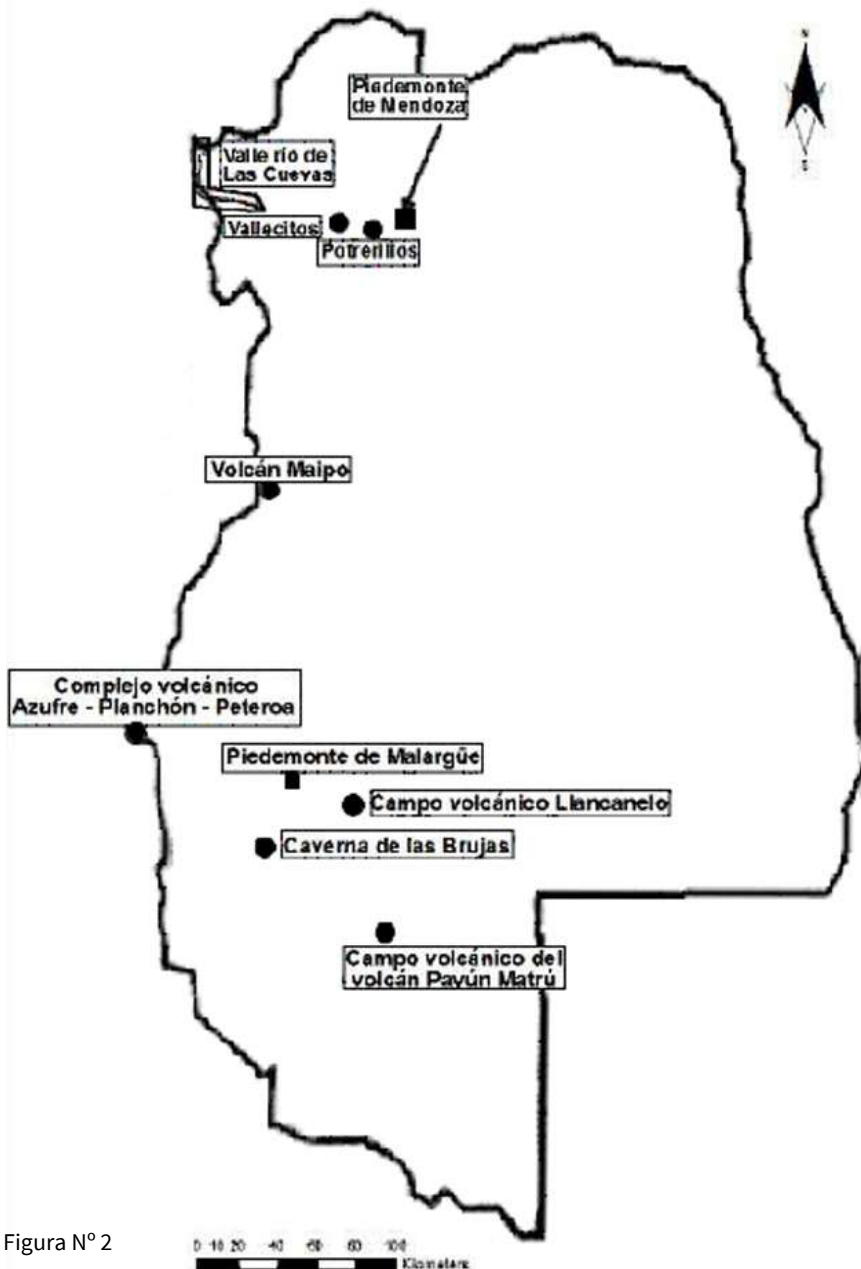 N
S
Piedemonte
de Mendoza
Valle río de
Las Cuevas
Vallecitos
Potrerillos
Volcán Maipo
Complejo volcánico
Azufre - Planchón - Peteroa
Piedemonte de Malargüe
Campo volcánico Llancanelo
Caverna de las Brujas
Campo volcánico del
volcán Payún Matrú
Figura Nº 2
0 10 20 40 60 80 100
Kilometers